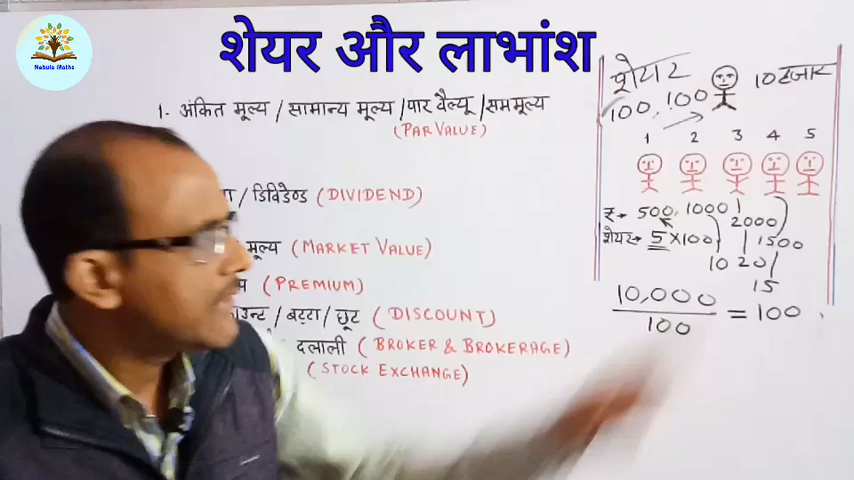 Nebula Maths
शेयर और लाभांश
1- अंकित मूल्य / सामान्य मूल्य / पार वैल्यू / सममूल्य
(PAR VALUE)
/ डिविडेण्ड (DIVIDEND)
मूल्य (MARKET VALUE)
(PREMIUM)
/ बट्टा / छूट (DISCOUNT)
दलाली (BROKER & BROKERAGE)
(STOCK EXCHANGE)
शेयर
100, 100
10 हजार
1 2 3 4 5
₹→ 500, 1000 2000 1500
शेयर→ 5 x 100 10 20 15
10,000
100
= 100